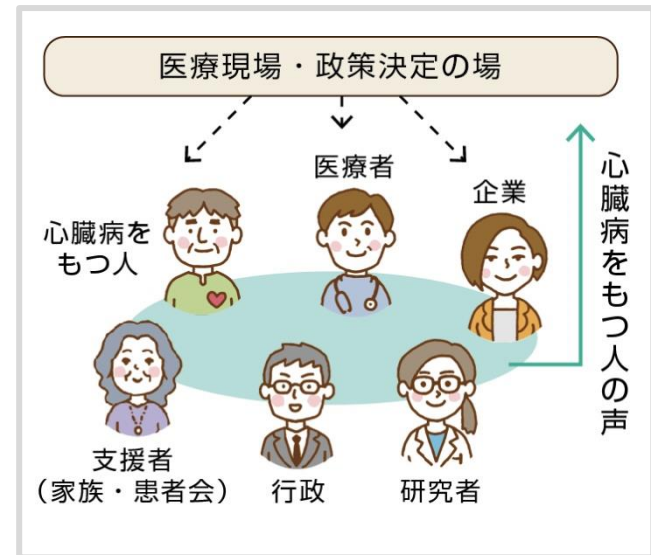 医療現場・政策決定の場
医療者
企業
心臓病を
もつ人
心臓病をもつ人の声
支援者
（家族・患者会）
行政
研究者